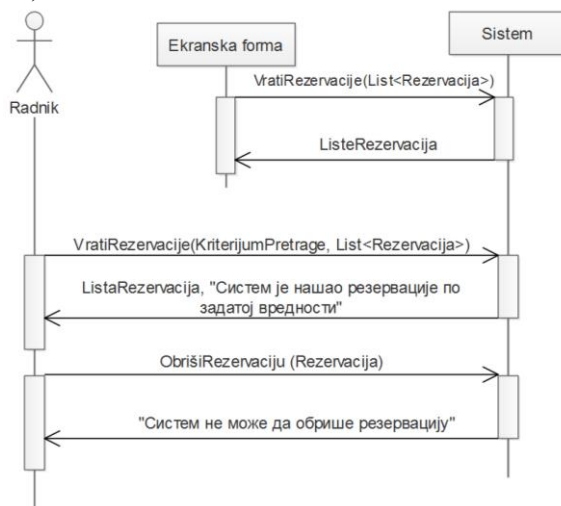 Ekranska forma
Sistem
Radnik
VratiRezervacije(List<Rezervacija>)
ListeRezervacija
VratiRezervacije(KriterijumPretrage, List<Rezervacija>)
ListaRezervacija, "Систем је нашао резервације по
задатој вредности"
ObrišiRezervaciju (Rezervacija)
"Систем не може да обрише резервацију"